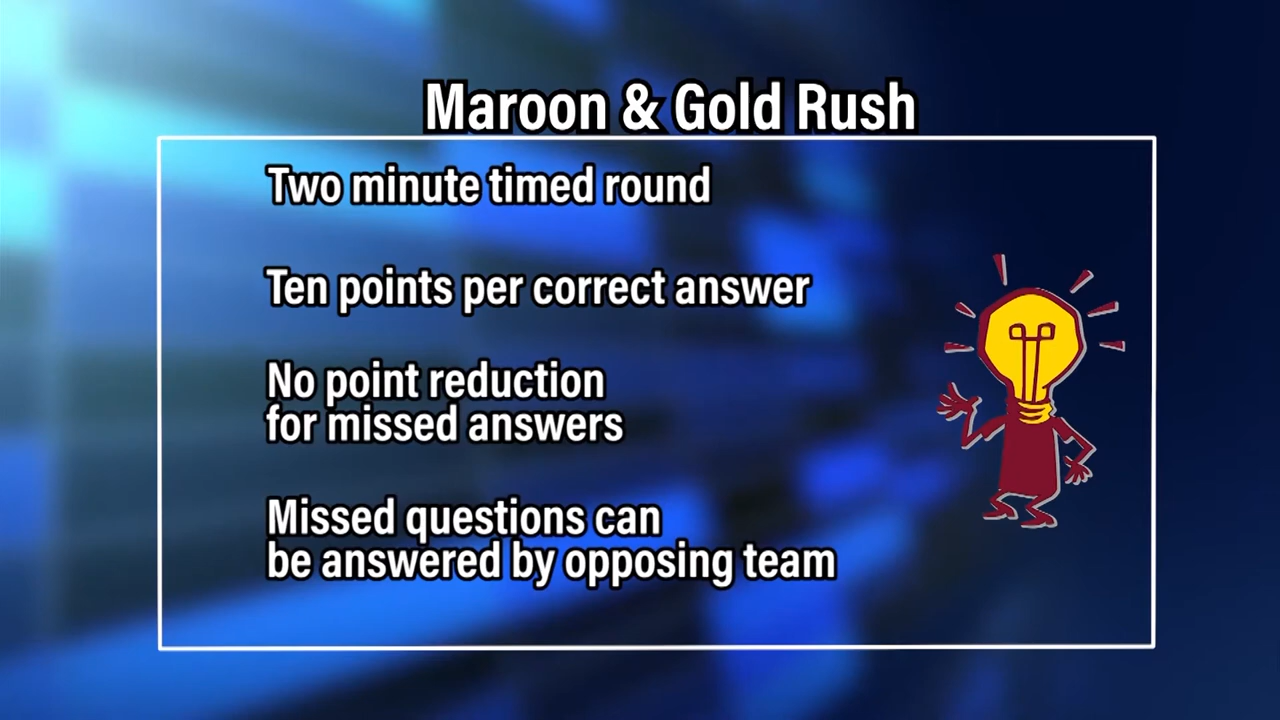 Maroon & Gold Rush
Two minute timed round
Ten points per correct answer
No point reduction
for missed answers
Missed questions can
be answered by opposing team